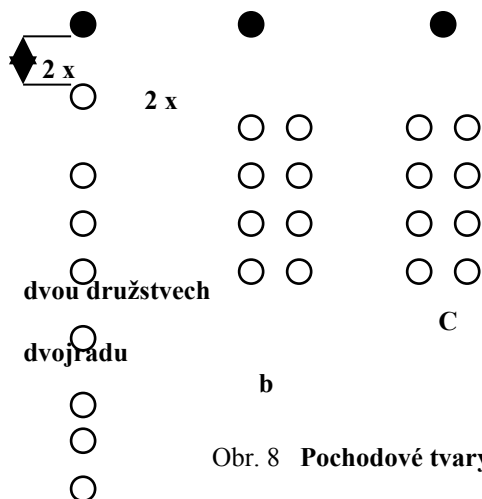 2 x
2 x
dvou družstvech
C
dvojřadu
b
Obr. 8 Pochodové tvary